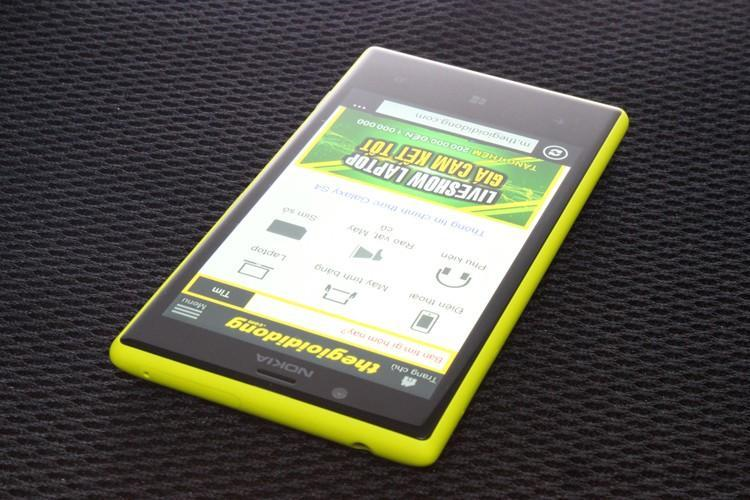 NOKIA
Trang chủ
thegioididong
Menu
Bạn tìm gì hôm nay?
Tìm
Điện thoại
Máy tính bảng
Laptop
Phụ kiện
Rao vặt Máy cũ
Sim số
Thông tin chính thức Galaxy S4
LIVESHOW LAPTOP
GIÁ CAM KẾT TỐT
TẶNG THÊM 200.000 ĐẾN 1.000.000
m.thegioididong.com